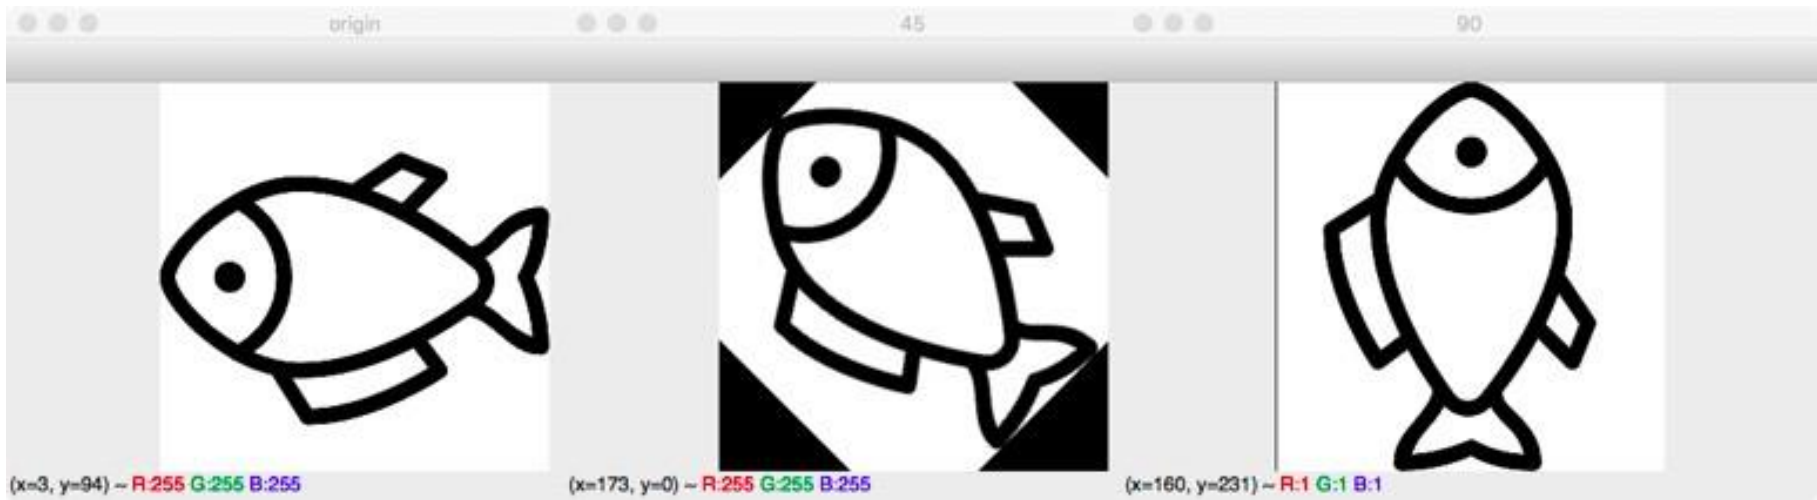 origin
45
90
(x=3, y=94) ~ R:255 G:255 B:255
(x=173, y=0) ~ R:255 G:255 B:255
(x=160, y=231) ~ R:1 G:1 B:1